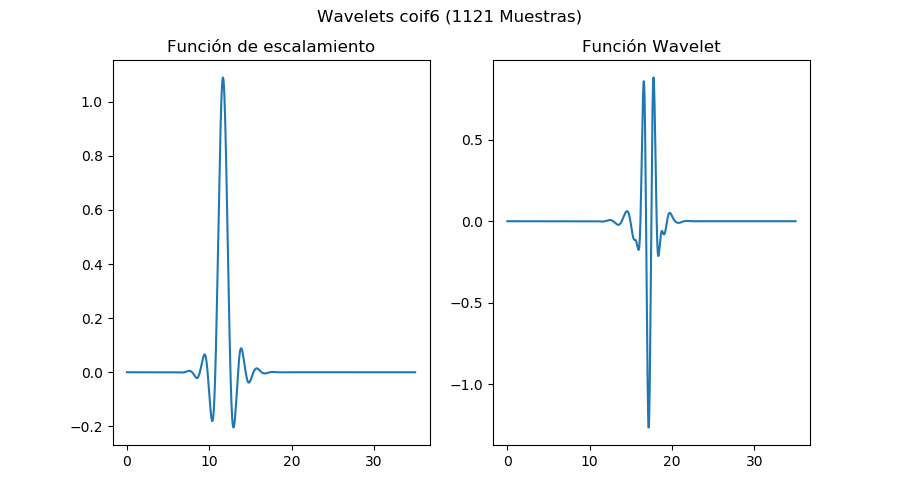 Wavelets coif6 (1121 Muestras)
Función de escalamiento
1.0
0.8
0.6
0.4
0.2
0.0
−0.2
0 10 20 30
Función Wavelet
0.5
0.0
−0.5
−1.0
0 10 20 30